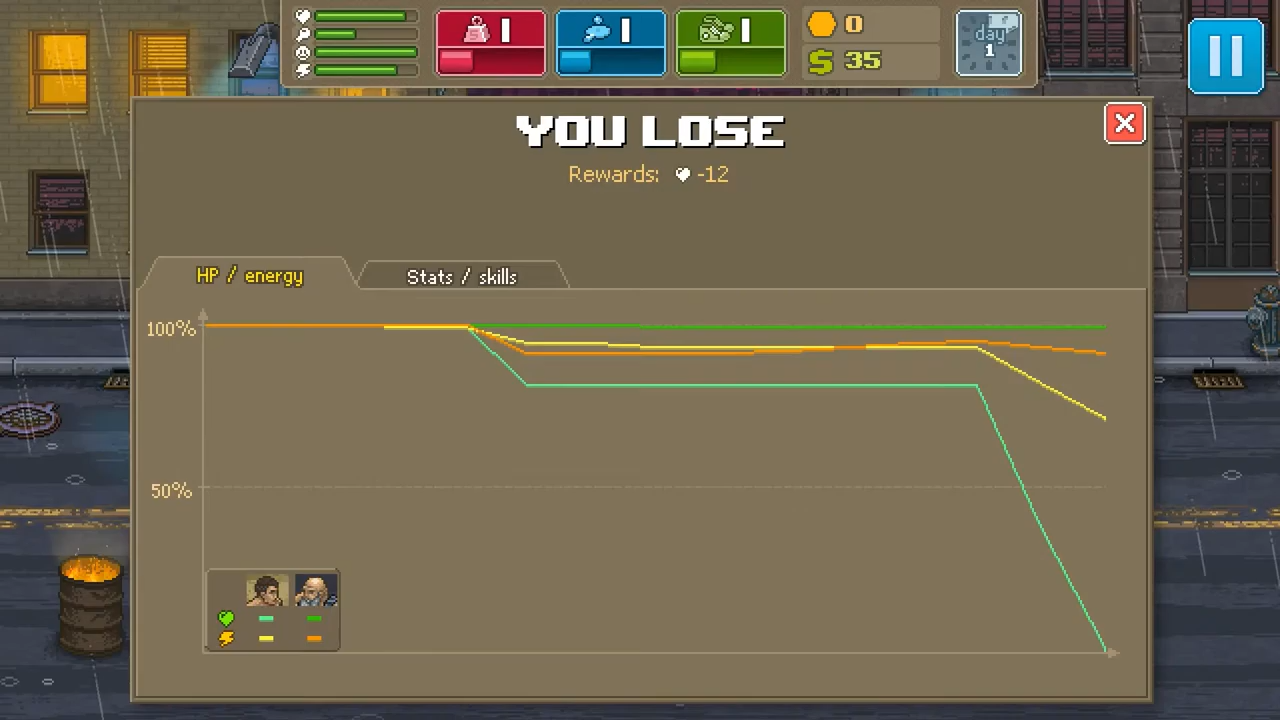 1 1 1 0
$ 35
day
1
YOU LOSE
Rewards: -12
HP / energy Stats / skills
100%
50%